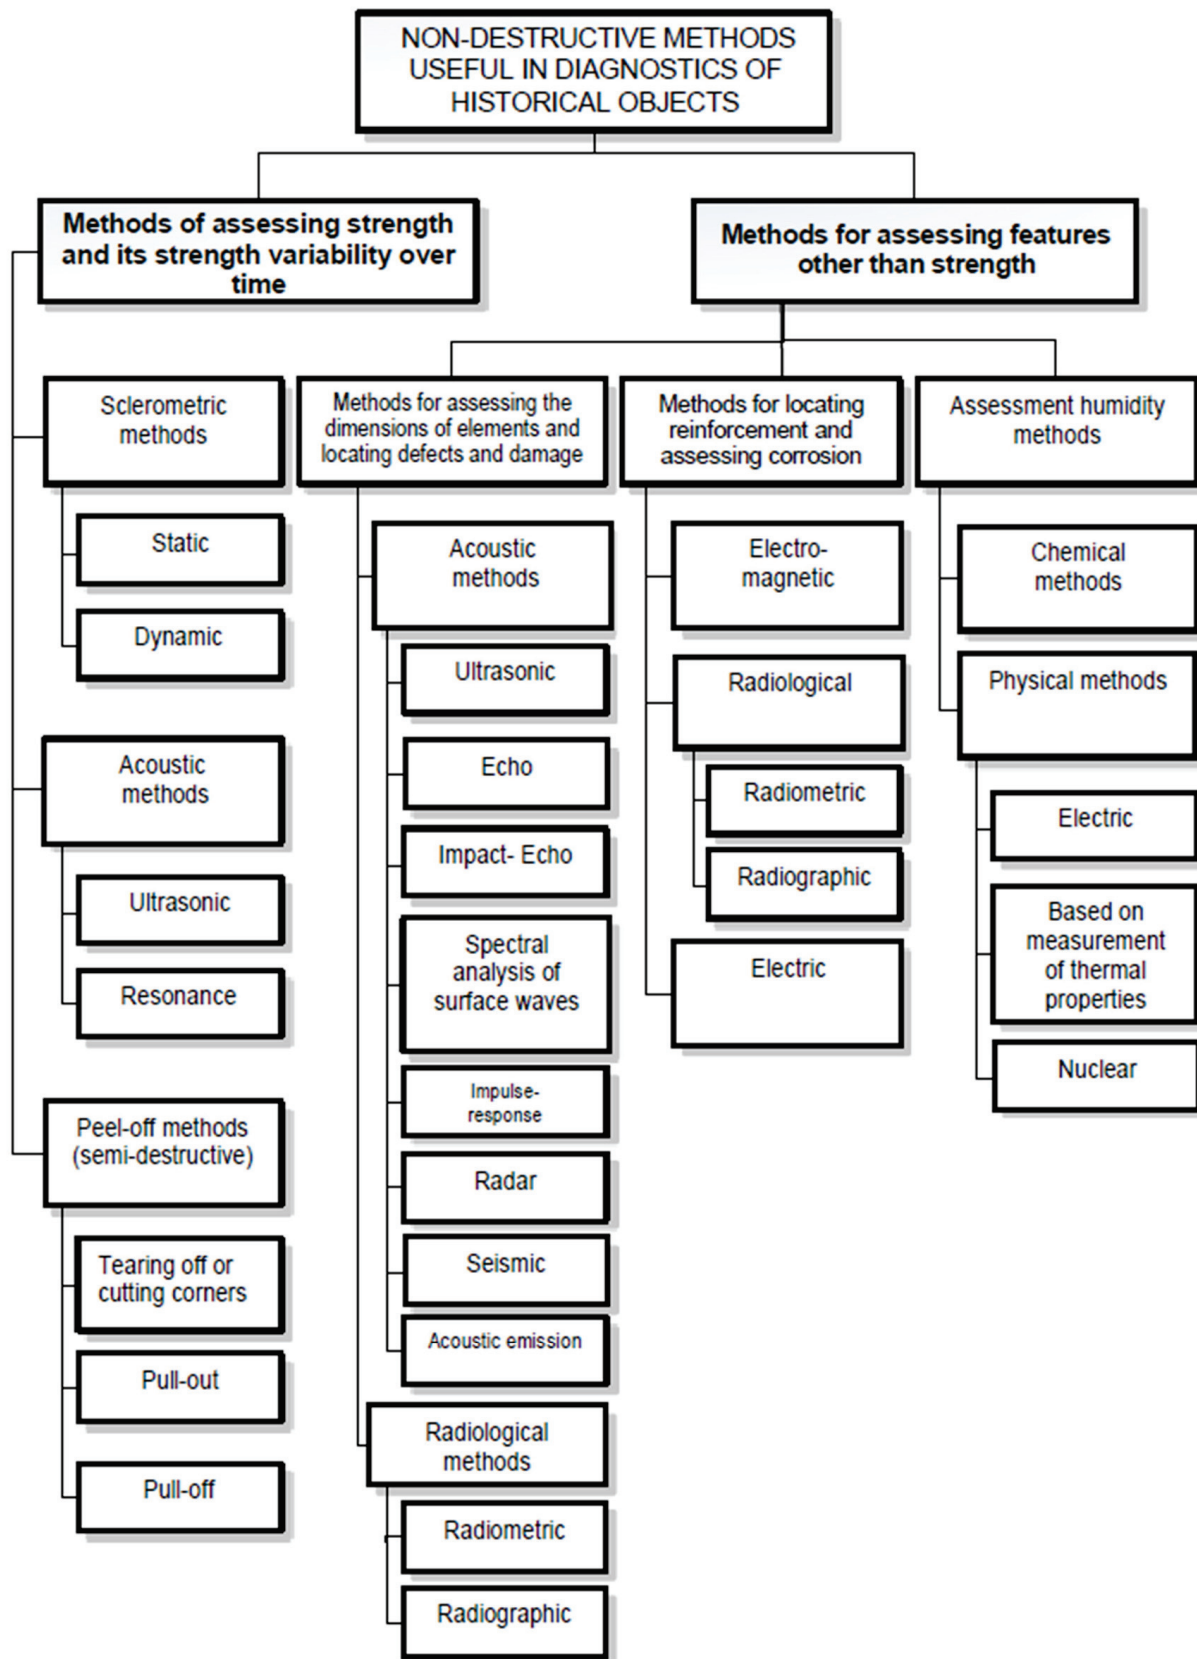 NON-DESTRUCTIVE METHODS
USEFUL IN DIAGNOSTICS OF
HISTORICAL OBJECTS
Methods of assessing strength
and its strength variability over
time
Methods for assessing features
other than strength
Sclerometric
methods
Static
Dynamic
Acoustic
methods
Ultrasonic
Resonance
Peel-off methods
(semi-destructive)
Tearing off or
cutting corners
Pull-out
Pull-off
Methods for assessing the
dimensions of elements and
locating defects and damage
Acoustic
methods
Ultrasonic
Echo
Impact- Echo
Spectral
analysis of
surface waves
Impulse-
response
Radar
Seismic
Acoustic emission
Radiological
methods
Radiometric
Radiographic
Methods for locating
reinforcement and
assessing corrosion
Electro-
magnetic
Radiological
Radiometric
Radiographic
Electric
Assessment humidity
methods
Chemical
methods
Physical methods
Electric
Based on
measurement
of thermal
properties
Nuclear